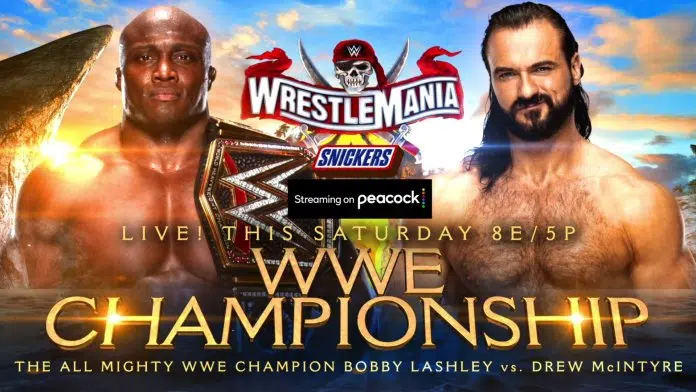 WWE
WRESTLEMANIA
SNICKERS
Streaming on peacock
LIVE! THIS SATURDAY 8E/5P
WWE
CHAMPIONSHIP
THE ALL MIGHTY WWE CHAMPION BOBBY LASHLEY vs. DREW McINTYRE